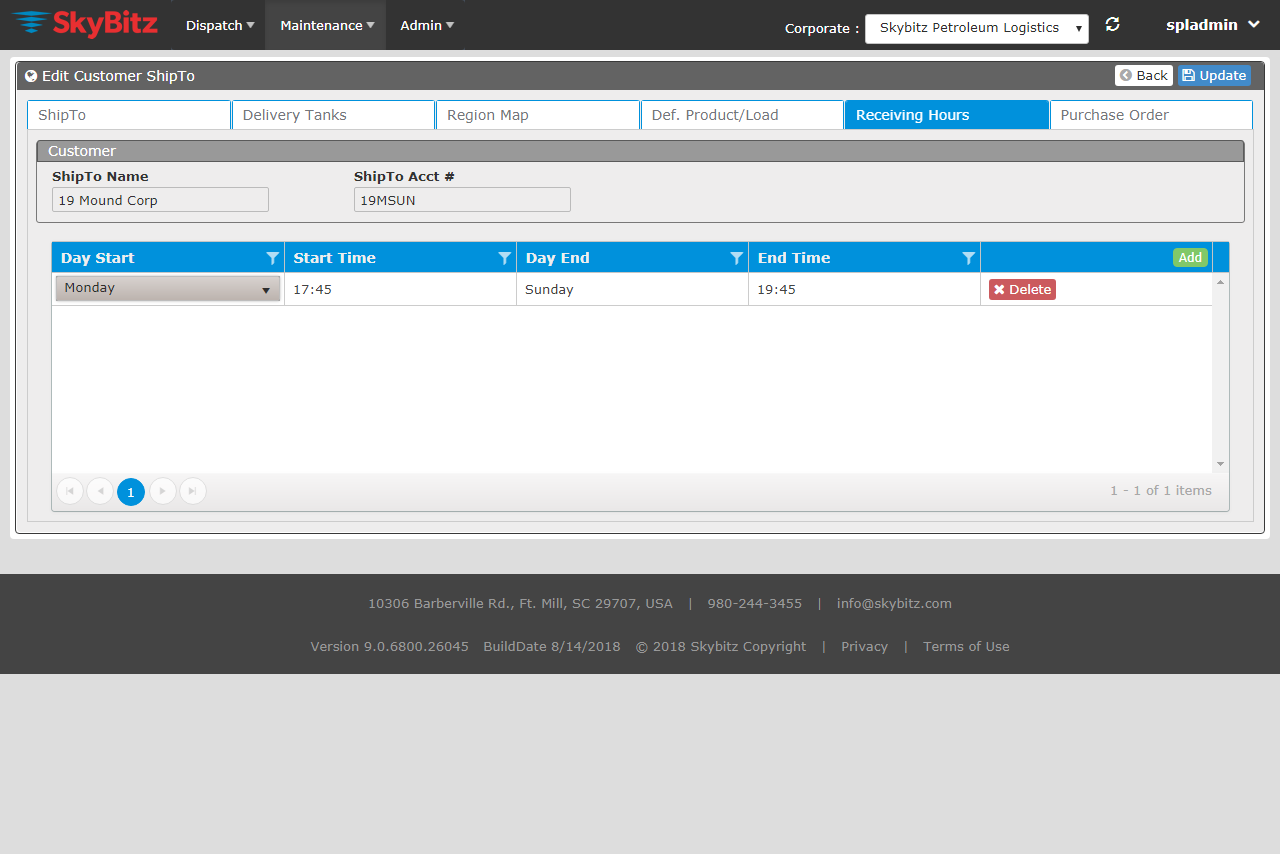 SkyBitz Dispatch Maintenance Admin Corporate : Skybitz Petroleum Logistics spladmin
Edit Customer ShipTo Back Update
ShipTo Delivery Tanks Region Map Def. Product/Load Receiving Hours Purchase Order
Customer
ShipTo Name ShipTo Acct #
19 Mound Corp 19MSUN
Day Start Start Time Day End End Time Add
Monday 17:45 Sunday 19:45 Delete
1 1 - 1 of 1 items
10306 Barberville Rd., Ft. Mill, SC 29707, USA | 980-244-3455 | info@skybitz.com
Version 9.0.6800.26045 BuildDate 8/14/2018 © 2018 Skybitz Copyright | Privacy | Terms of Use